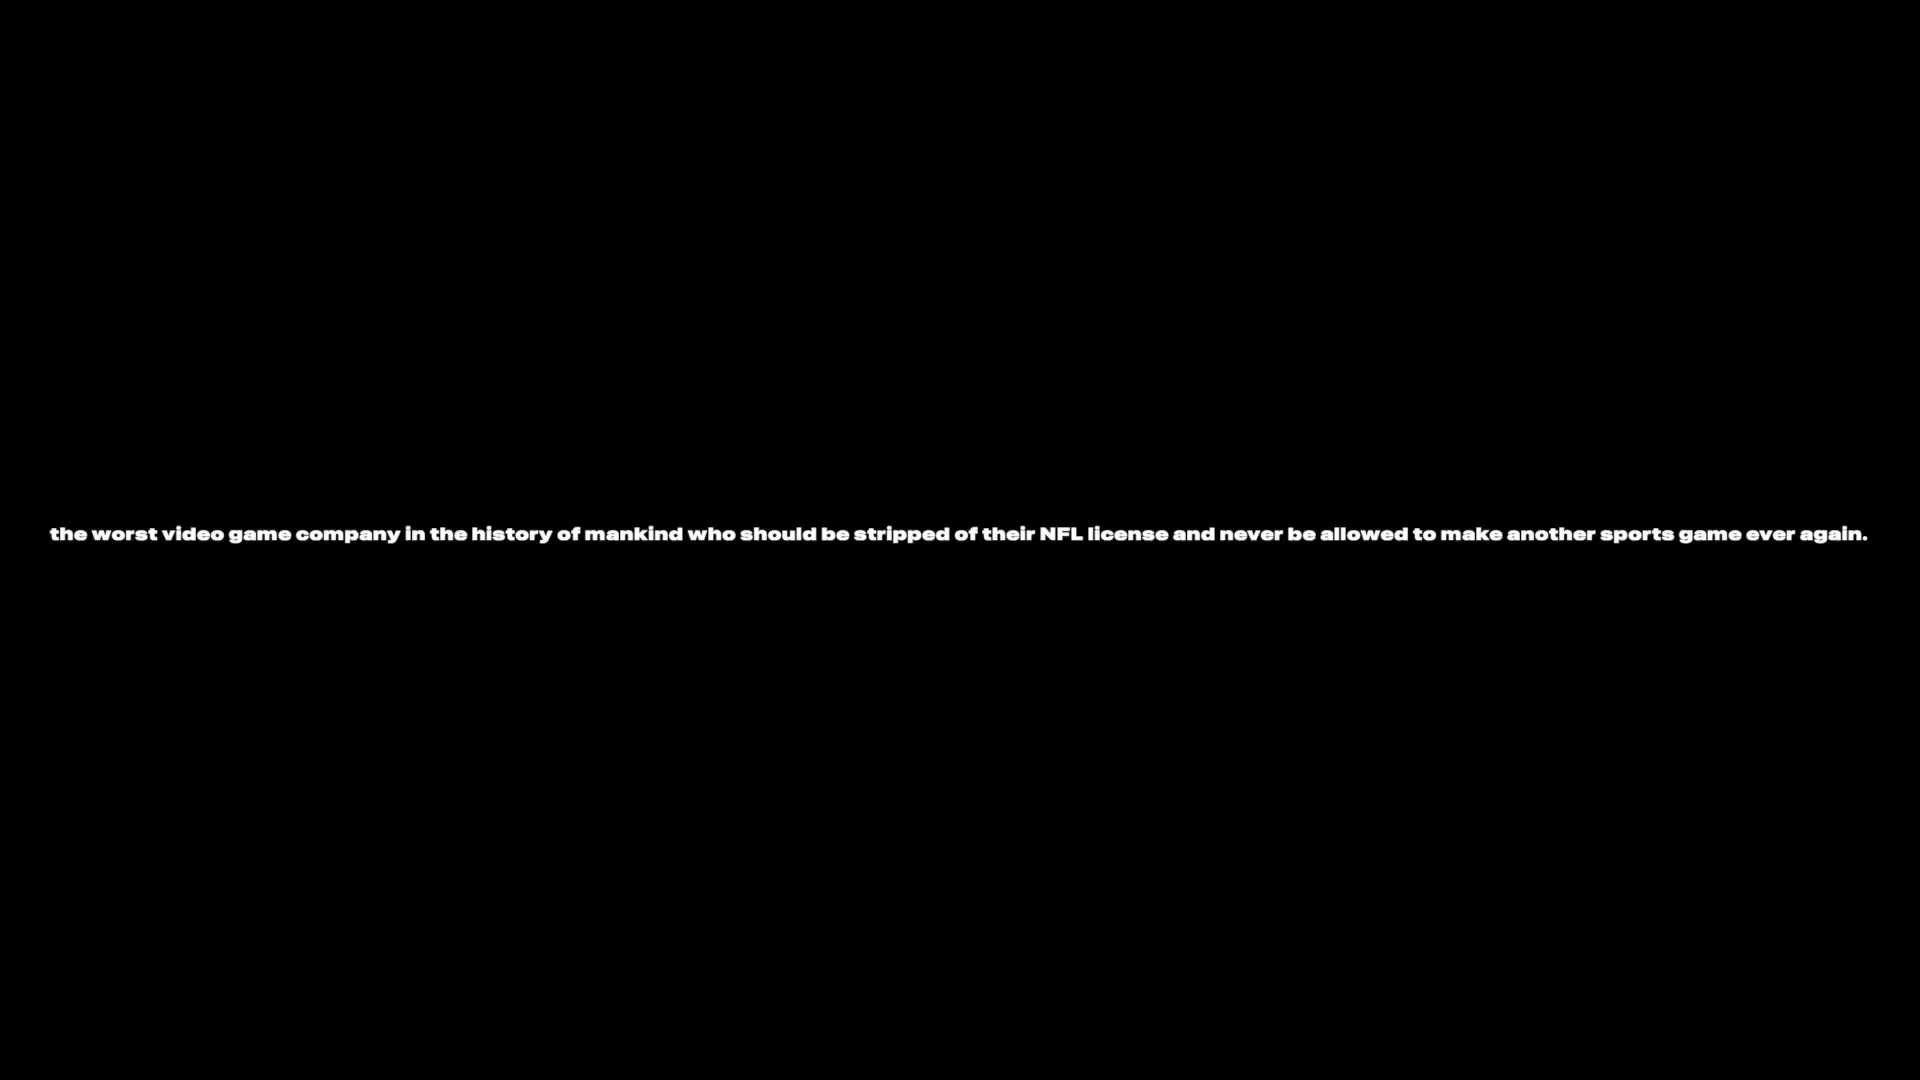 the worst video game company in the history of mankind who should be stripped of their NFL license and never be allowed to make another sports game ever again.